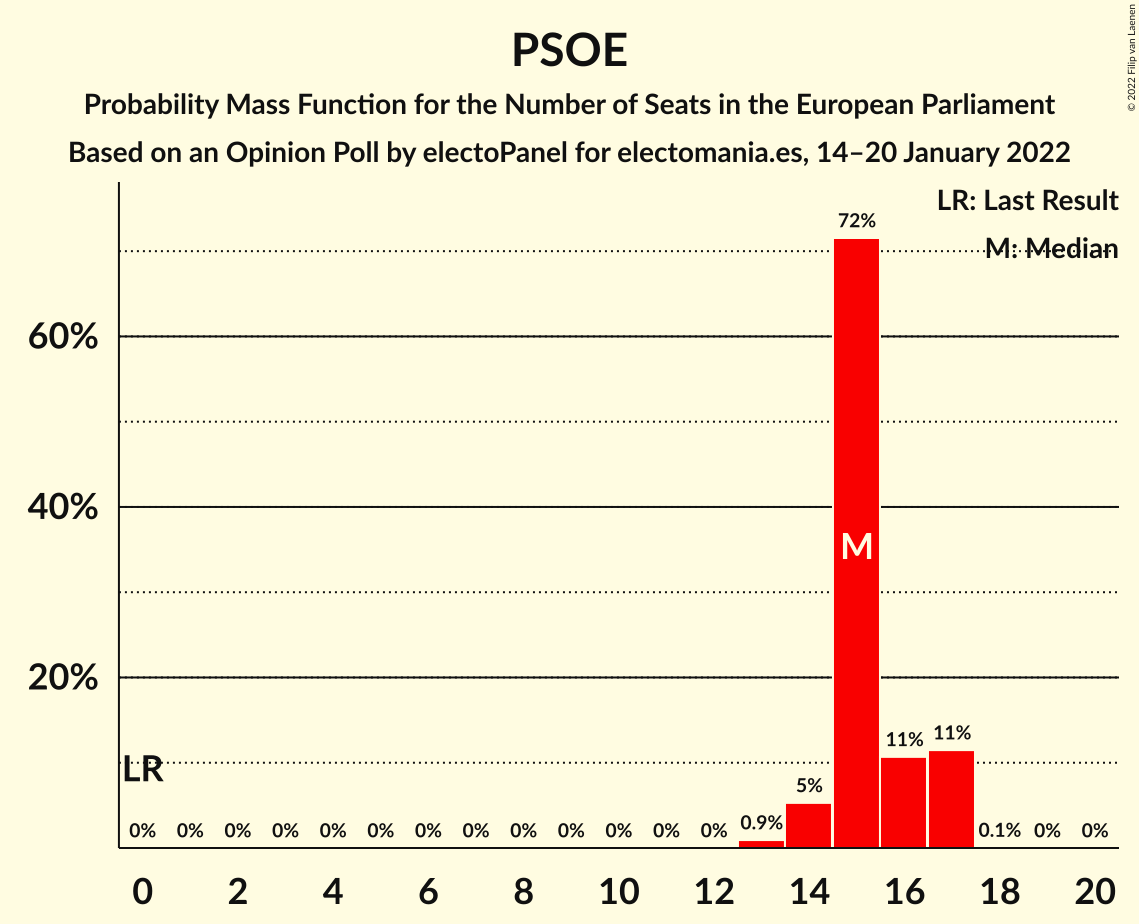 PSOE
Probability Mass Function for the Number of Seats in the European Parliament
Based on an Opinion Poll by electoPanel for electomania.es, 14–20 January 2022
© 2022 Filip van Laenen
LR: Last Result
M: Median
72%
60%
40%
M
20%
11%
11%
LR
5%
0.9%
0% 0% 0% 0% 0% 0% 0% 0% 0% 0% 0% 0% 0% 0.1% 0% 0%
0 2 4 6 8 10 12 14 16 18 20